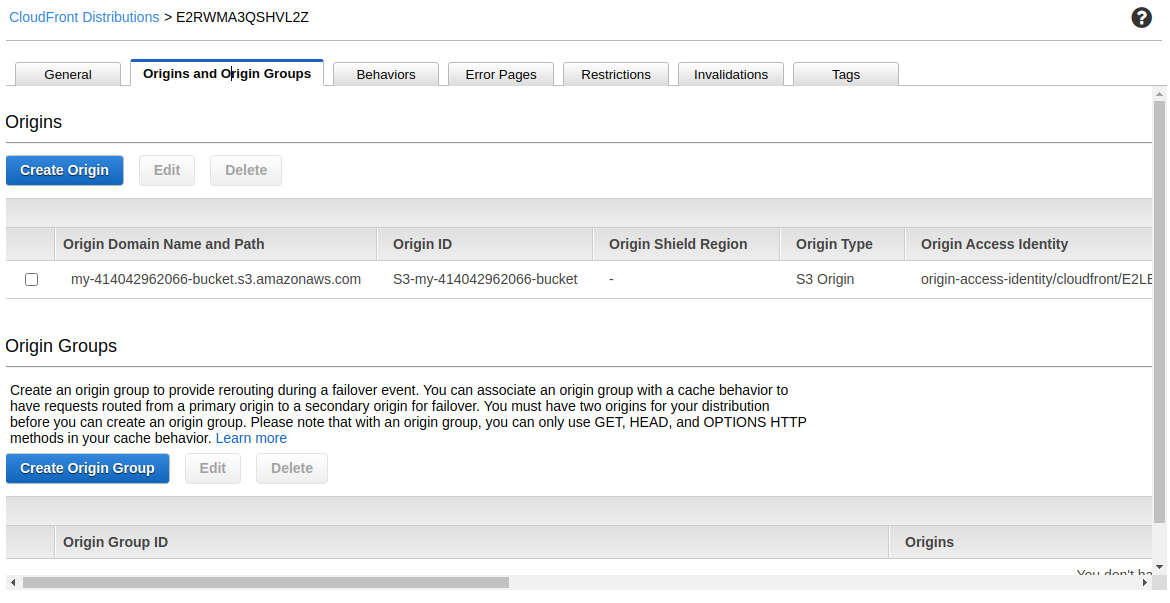 CloudFront Distributions > E2RWMA3QSHVL2Z
?
General Origins and Origin Groups Behaviors Error Pages Restrictions Invalidations Tags
Origins
Create Origin Edit Delete
Origin Domain Name and Path Origin ID Origin Shield Region Origin Type Origin Access Identity
my-414042962066-bucket.s3.amazonaws.com S3-my-414042962066-bucket - S3 Origin origin-access-identity/cloudfront/E2LE
Origin Groups
Create an origin group to provide rerouting during a failover event. You can associate an origin group with a cache behavior to
have requests routed from a primary origin to a secondary origin for failover. You must have two origins for your distribution
before you can create an origin group. Please note that with an origin group, you can only use GET, HEAD, and OPTIONS HTTP
methods in your cache behavior. Learn more
Create Origin Group Edit Delete
Origin Group ID Origins
You don't ha